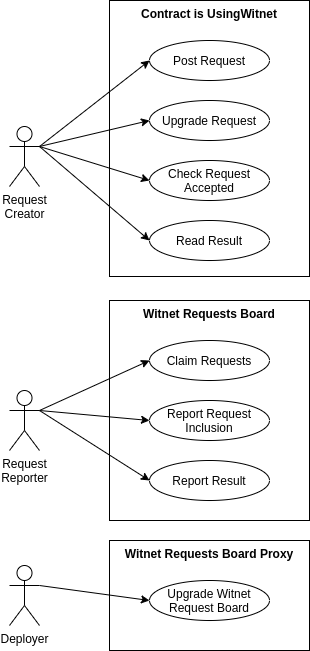 Contract is UsingWitnet
Post Request
Upgrade Request
Check Request
Accepted
Read Result
Request
Creator
Witnet Requests Board
Claim Requests
Report Request
Inclusion
Report Result
Request
Reporter
Witnet Requests Board Proxy
Upgrade Witnet
Request Board
Deployer